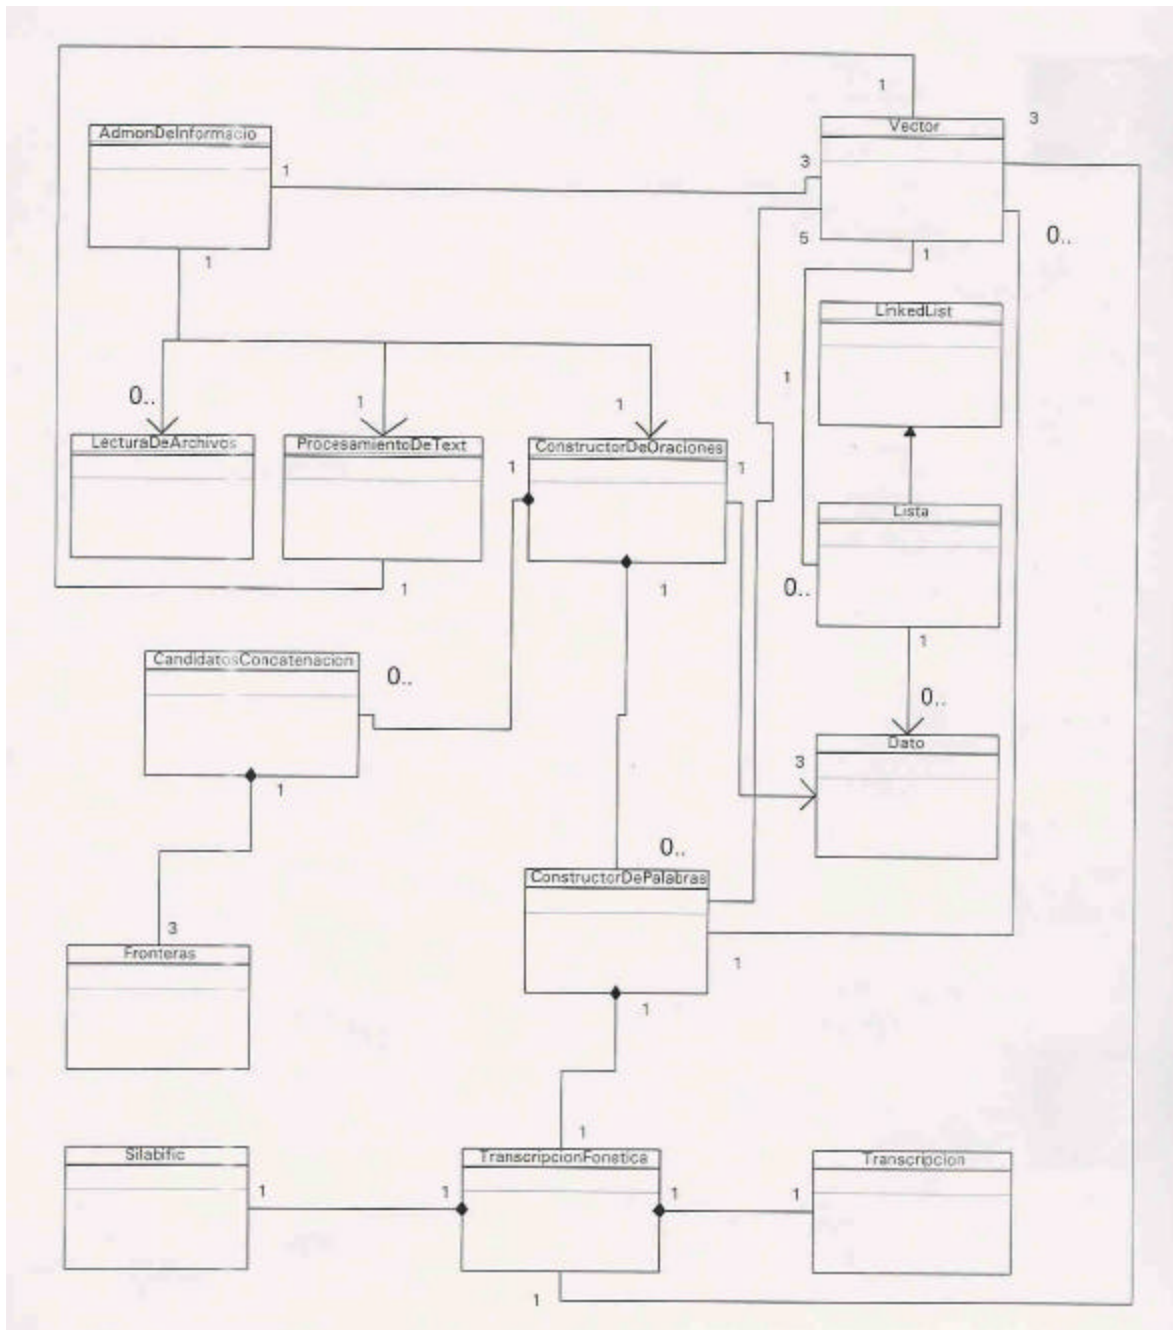 1
3
Vector
AdmonDeInformacio
1
3
5
0..
1
1
LinkedList
1
0..
1
1
LecturaDeArchivos
ProcesamientoDeText
ConstructorDeOraciones
1
1
Lista
0..
1
1
1
CandidatosConcatenacion
0..
0..
Dato
3
1
0..
ConstructorDePalabras
3
Fronteras
1
1
1
Silabific
TranscripcionFonetica
Transcripcion
1
1
1
1
1